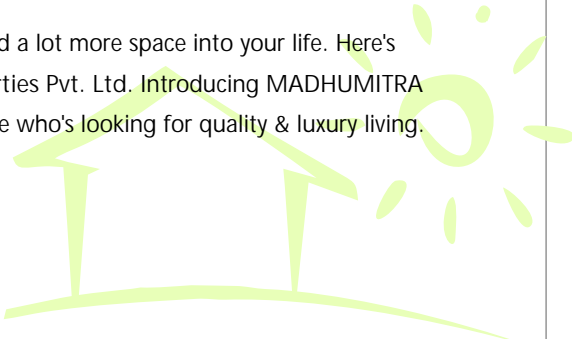 d a lot more space into your life. Here's
rties Pvt. Ltd. Introducing MADHUMITRA
e who's looking for quality & luxury living.